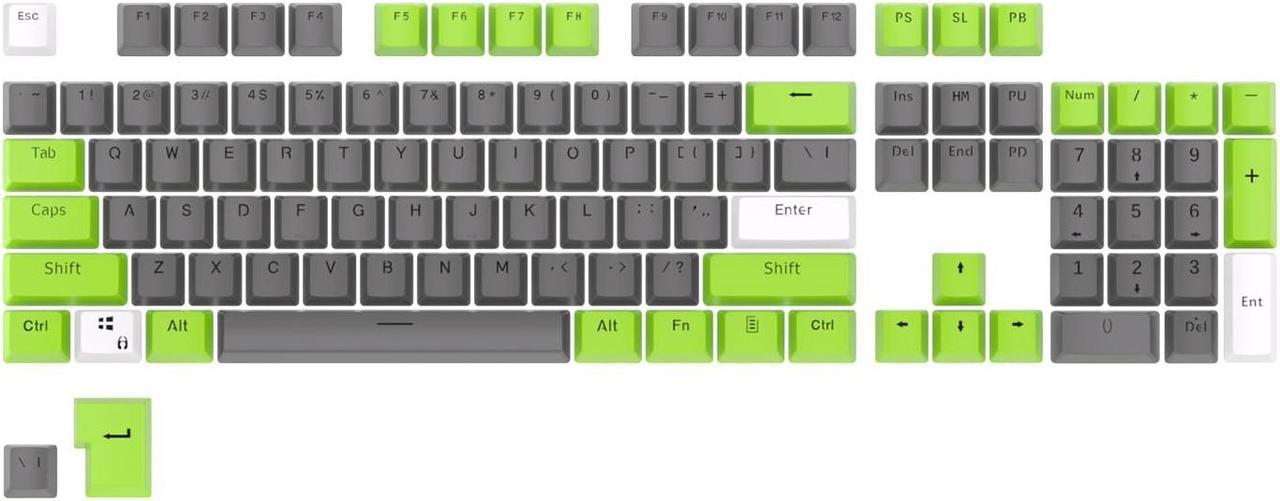 Esc F1 F2 F3 F4 F5 F6 F7 F8 F9 F10 F11 F12 PS SL PB
` ~ 1! 2@ 3# 4$ 5% 6^ 7& 8* 9( 0) -_ =+ ← Ins HM PU Num / * −
Tab Q W E R T Y U I O P [{ ]} \| Del End PD 7 8 9 +
↑
Caps A S D F G H J K L ;: '" Enter 4 5 6
← →
Shift Z X C V B N M ,< .> /? Shift ↑ 1 2 3 Ent
↓
Ctrl Alt Alt Fn Ctrl ← ↓ → 0 Del
\| ↵